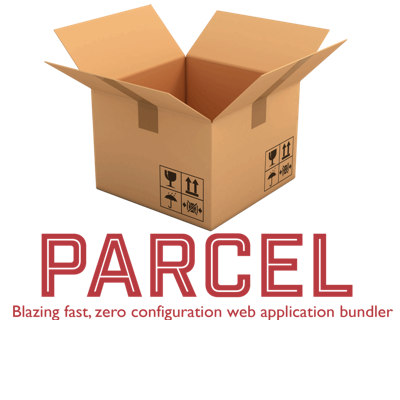 PARCEL
Blazing fast, zero configuration web application bundler